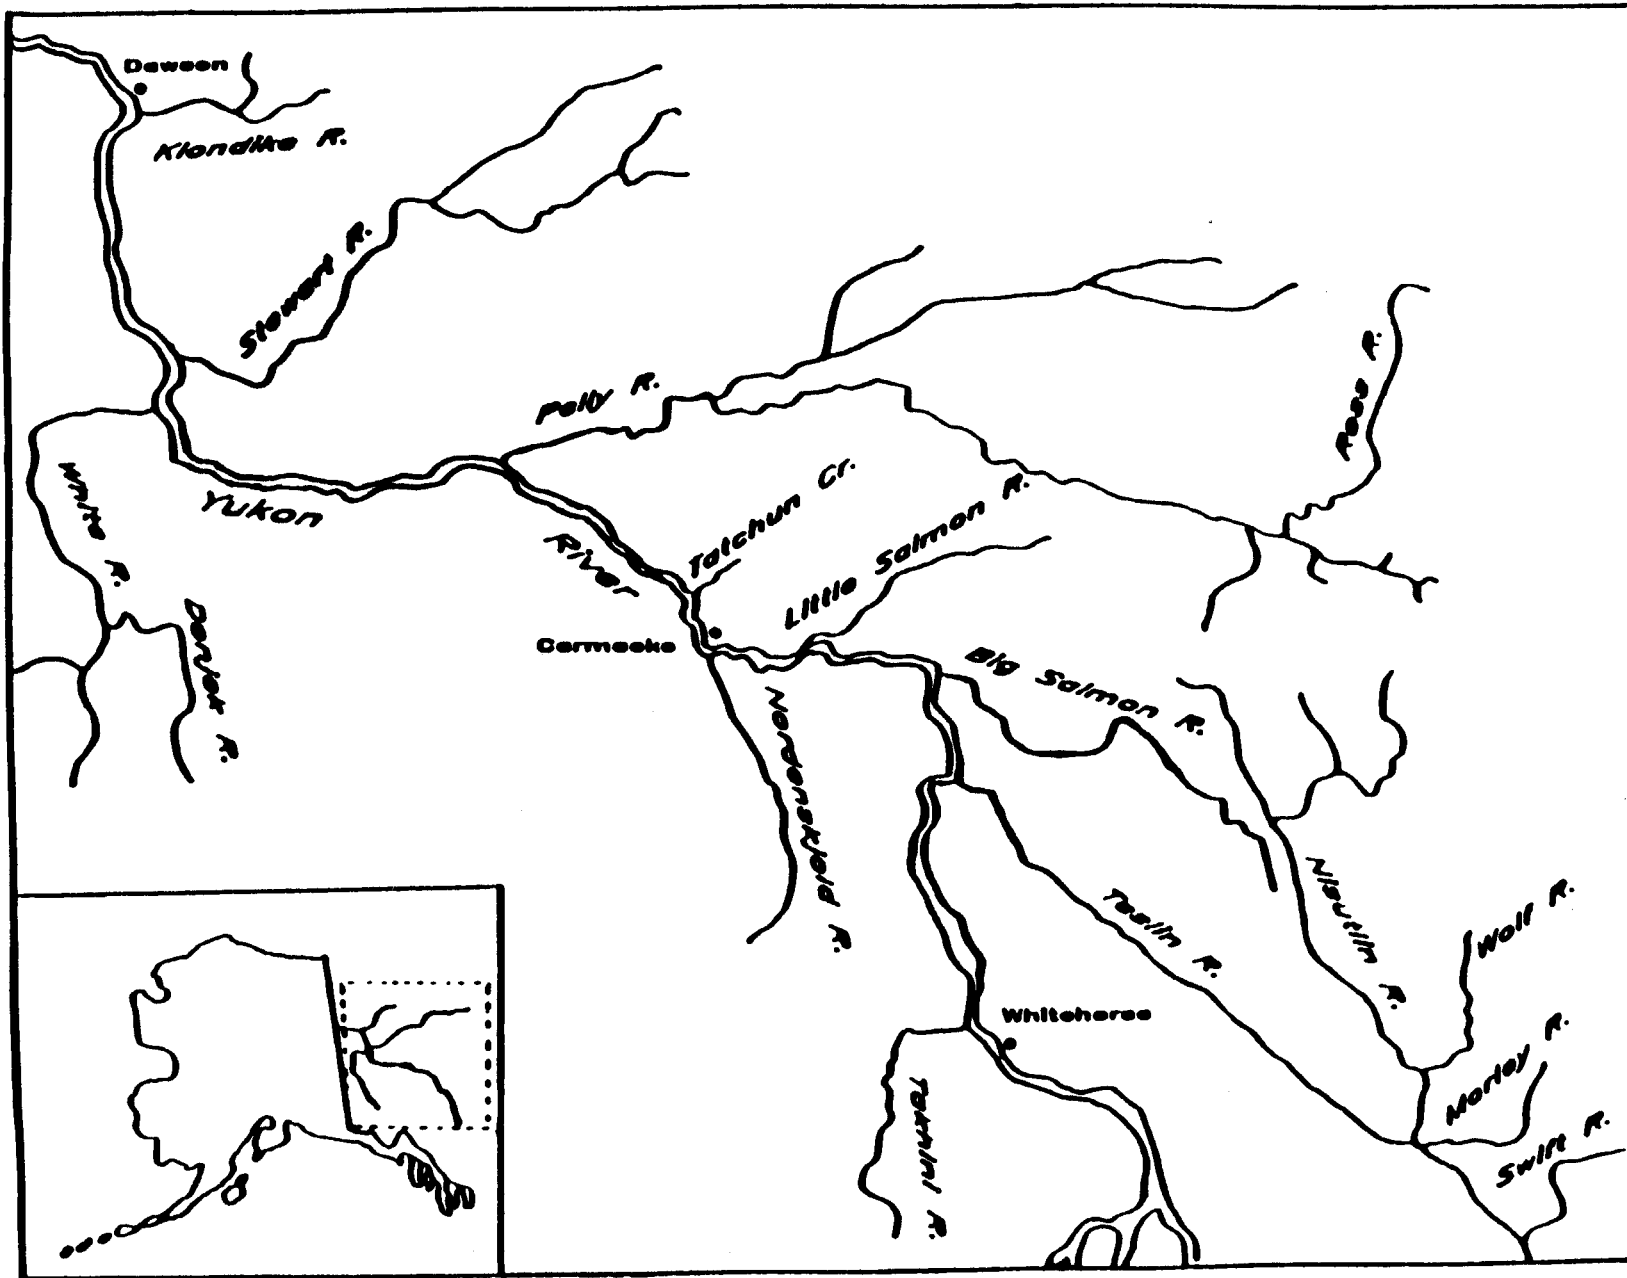 Dawson
Klondike R.
Stewart R.
Pelly R.
Ross R.
White R.
Yukon
River
Tatchun Cr.
Little Salmon R.
Donjek R.
Carmacks
Big Salmon R.
Nordenskjold R.
Teslin R.
Nisutlin R.
Wolf R.
Whitehorse
Morley R.
Takhini R.
Swift R.